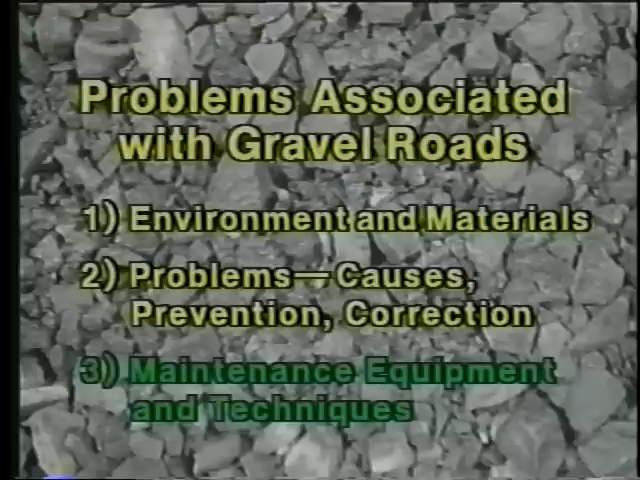 Problems Associated
with Gravel Roads
1) Environment and Materials
2) Problems—Causes,
Prevention, Correction
3) Maintenance Equipment
and Techniques